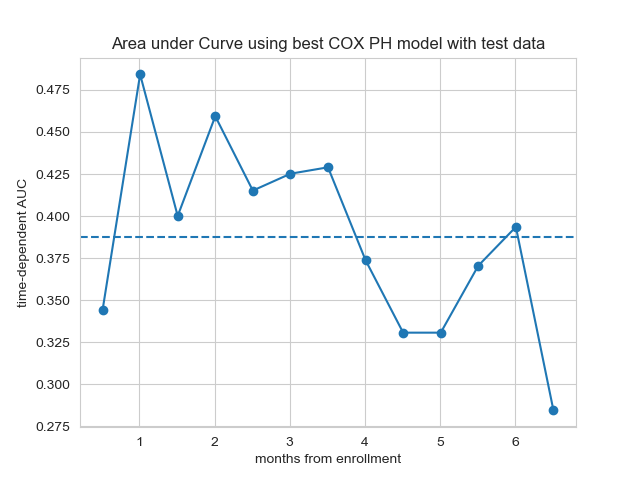 Area under Curve using best COX PH model with test data
time-dependent AUC
0.475
0.450
0.425
0.400
0.375
0.350
0.325
0.300
0.275
1 2 3 4 5 6
months from enrollment